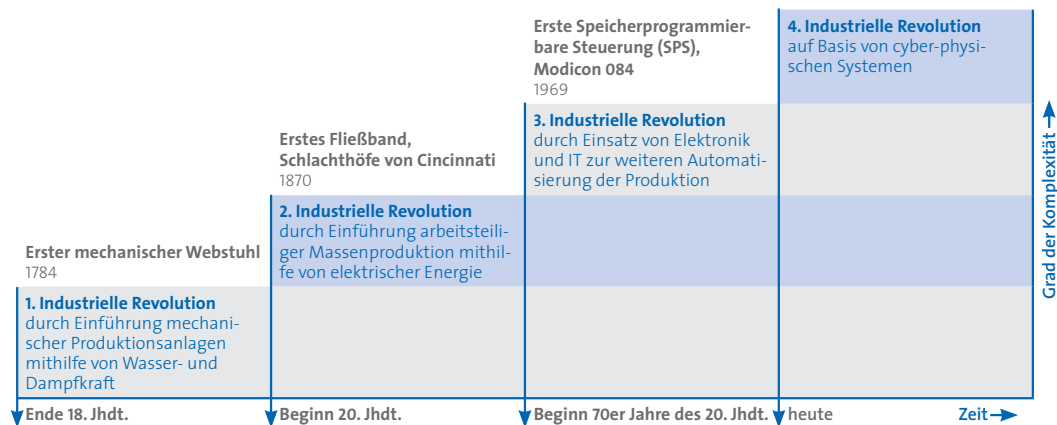 Erste Speicherprogrammier-
bare Steuerung (SPS),
Modicon 084
1969
4. Industrielle Revolution
auf Basis von cyber-physi-
schen Systemen
Erstes Fließband,
Schlachthöfe von Cincinnati
1870
3. Industrielle Revolution
durch Einsatz von Elektronik
und IT zur weiteren Automati-
sierung der Produktion
Erster mechanischer Webstuhl
1784
2. Industrielle Revolution
durch Einführung arbeitsteili-
ger Massenproduktion mithil-
fe von elektrischer Energie
1. Industrielle Revolution
durch Einführung mechani-
scher Produktionsanlagen
mithilfe von Wasser- und
Dampfkraft
Grad der Komplexität
Ende 18. Jhdt.
Beginn 20. Jhdt.
Beginn 70er Jahre des 20. Jhdt.
heute
Zeit